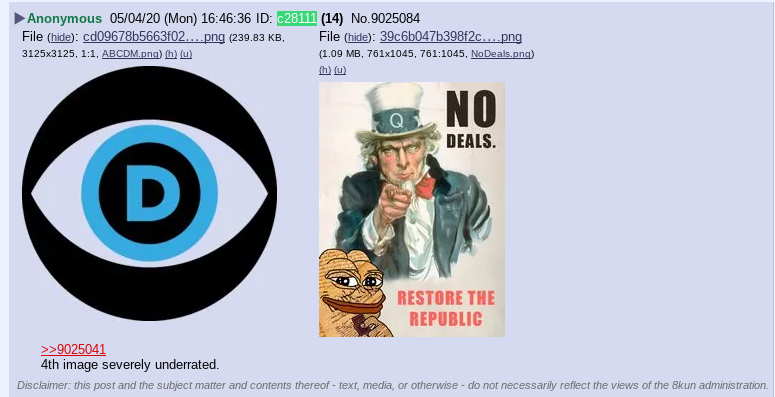 ▶Anonymous 05/04/20 (Mon) 16:46:36 ID: c28111 (14) No.9025084
File (hide): cd09678b5663f02….png (239.83 KB,
3125x3125, 1:1, ABCDM.png) (h) (u)
File (hide): 39c6b047b398f2c….png
(1.09 MB, 761x1045, 761:1045, NoDeals.png)
(h) (u)
D
Q
NO
DEALS.
RESTORE THE
REPUBLIC
>>9025041
4th image severely underrated.
Disclaimer: this post and the subject matter and contents thereof - text, media, or otherwise - do not necessarily reflect the views of the 8kun administration.